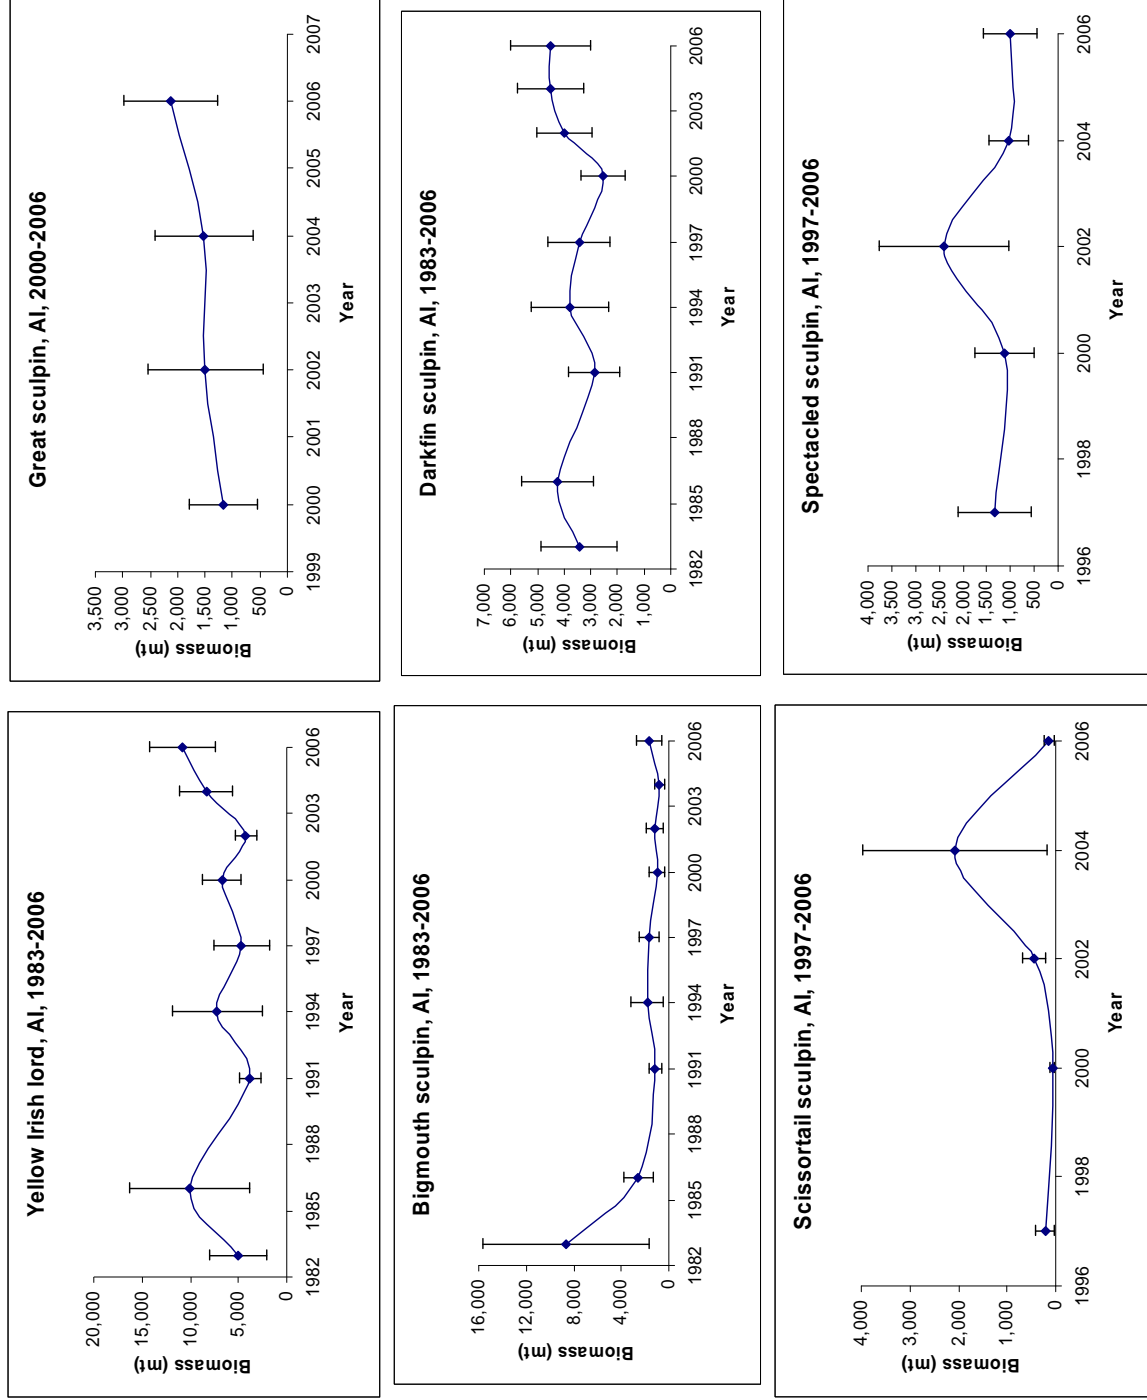 Yellow Irish lord, AI, 1983-2006
20,000
15,000
10,000
5,000
0
1982 1985 1988 1991 1994 1997 2000 2003 2006
Year
Biomass (mt)
Great sculpin, AI, 2000-2006
3,500
3,000
2,500
2,000
1,500
1,000
500
0
1999 2000 2001 2002 2003 2004 2005 2006 2007
Year
Biomass (mt)
Bigmouth sculpin, AI, 1983-2006
16,000
12,000
8,000
4,000
0
1982 1985 1988 1991 1994 1997 2000 2003 2006
Year
Biomass (mt)
Darkfin sculpin, AI, 1983-2006
7,000
6,000
5,000
4,000
3,000
2,000
1,000
0
1982 1985 1988 1991 1994 1997 2000 2003 2006
Year
Biomass (mt)
Scissortail sculpin, AI, 1997-2006
4,000
3,000
2,000
1,000
0
1996 1998 2000 2002 2004 2006
Year
Biomass (mt)
Spectacled sculpin, AI, 1997-2006
4,000
3,500
3,000
2,500
2,000
1,500
1,000
500
0
1996 1998 2000 2002 2004 2006
Year
Biomass (mt)